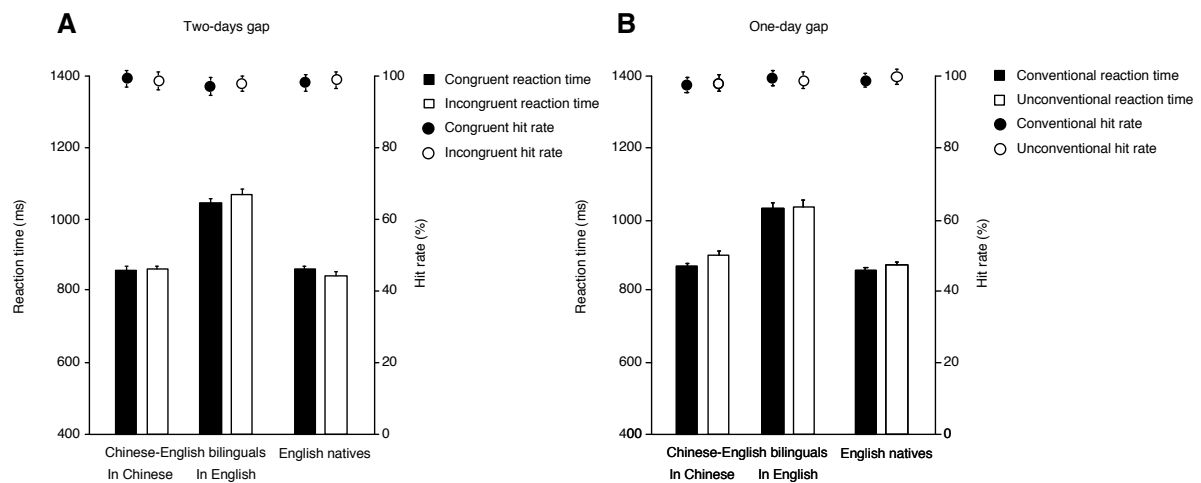 A
Two-days gap
1400
1200
1000
800
600
400
Reaction time (ms)
100
80
60
40
20
0
Hit rate (%)
Congruent reaction time
Incongruent reaction time
Congruent hit rate
Incongruent hit rate
Chinese-English bilinguals
English natives
In Chinese
In English
B
One-day gap
1400
1200
1000
800
600
400
Reaction time (ms)
100
80
60
40
20
0
Hit rate (%)
Conventional reaction time
Unconventional reaction time
Conventional hit rate
Unconventional hit rate
Chinese-English bilinguals
English natives
In Chinese
In English